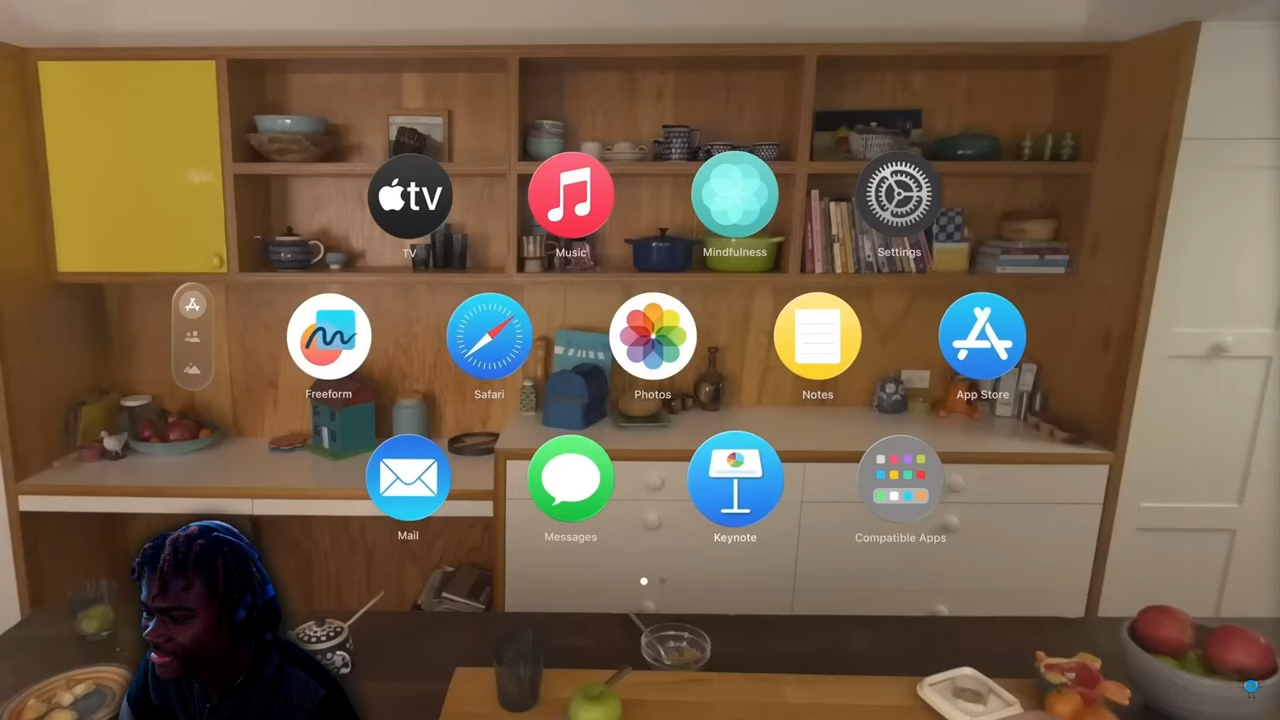 tv
TV
Music
Mindfulness
Settings
Freeform
Safari
Photos
Notes
App Store
Mail
Messages
Keynote
Compatible Apps